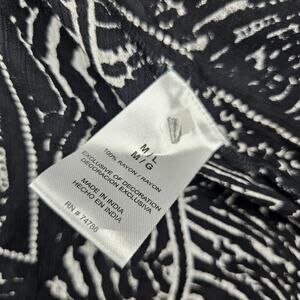 M/L
M/G
100% RAYON / RAYON
EXCLUSIVE OF DECORATION
DECORACION EXCLUSIVA
MADE IN INDIA
HECHO EN INDIA
RN # 74788